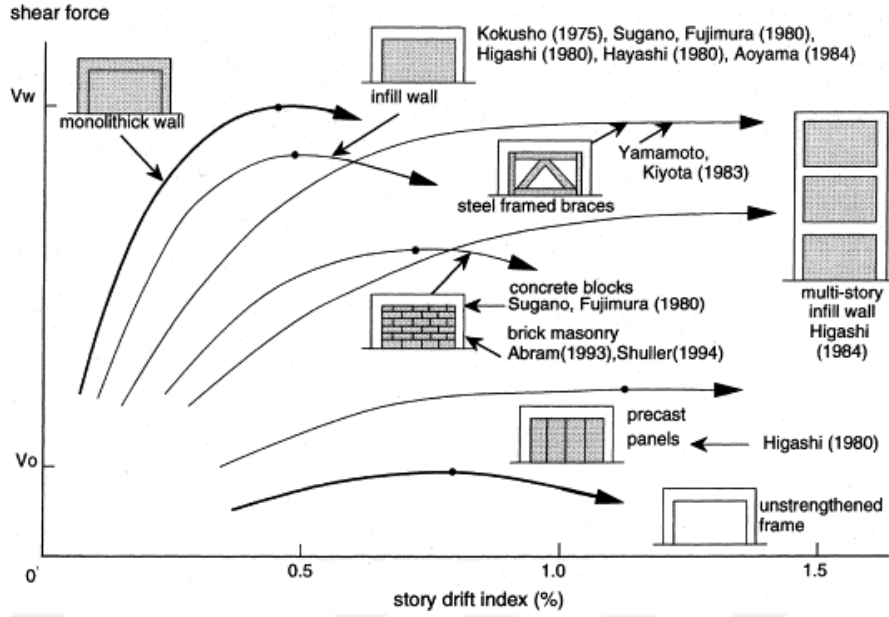 shear force
Kokusho (1975), Sugano, Fujimura (1980),
Higashi (1980), Hayashi (1980), Aoyama (1984)
Vw
monolithick wall
infill wall
Yamamoto,
Kiyota (1983)
steel framed braces
concrete blocks
Sugano, Fujimura (1980)
multi-story
infill wall
Higashi
(1984)
brick masonry
Abram(1993),Shuller(1994)
precast
panels
Higashi (1980)
Vo
unstrengthened
frame
0
0.5
1.0
1.5
story drift index (%)